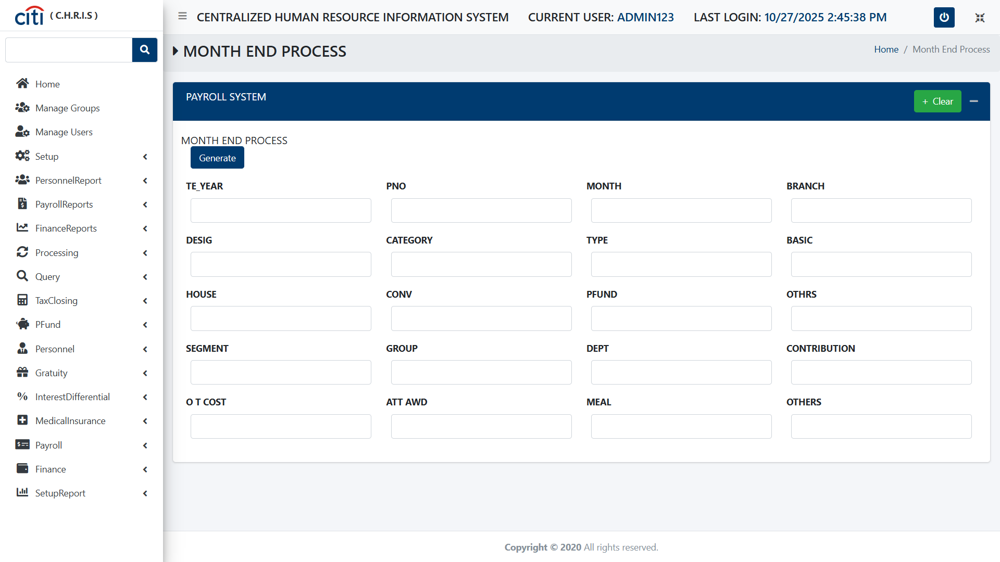 citi ( C.H.R.I.S )
CENTRALIZED HUMAN RESOURCE INFORMATION SYSTEM CURRENT USER: ADMIN123 LAST LOGIN: 10/27/2025 2:45:38 PM
MONTH END PROCESS
Home / Month End Process
Home
Manage Groups
Manage Users
Setup
PersonnelReport
PayrollReports
FinanceReports
Processing
Query
TaxClosing
PFund
Personnel
Gratuity
InterestDifferential
MedicalInsurance
Payroll
Finance
SetupReport
PAYROLL SYSTEM
+ Clear
MONTH END PROCESS
Generate
TE_YEAR PNO MONTH BRANCH
DESIG CATEGORY TYPE BASIC
HOUSE CONV PFUND OTHRS
SEGMENT GROUP DEPT CONTRIBUTION
O T COST ATT AWD MEAL OTHERS
Copyright © 2020 All rights reserved.